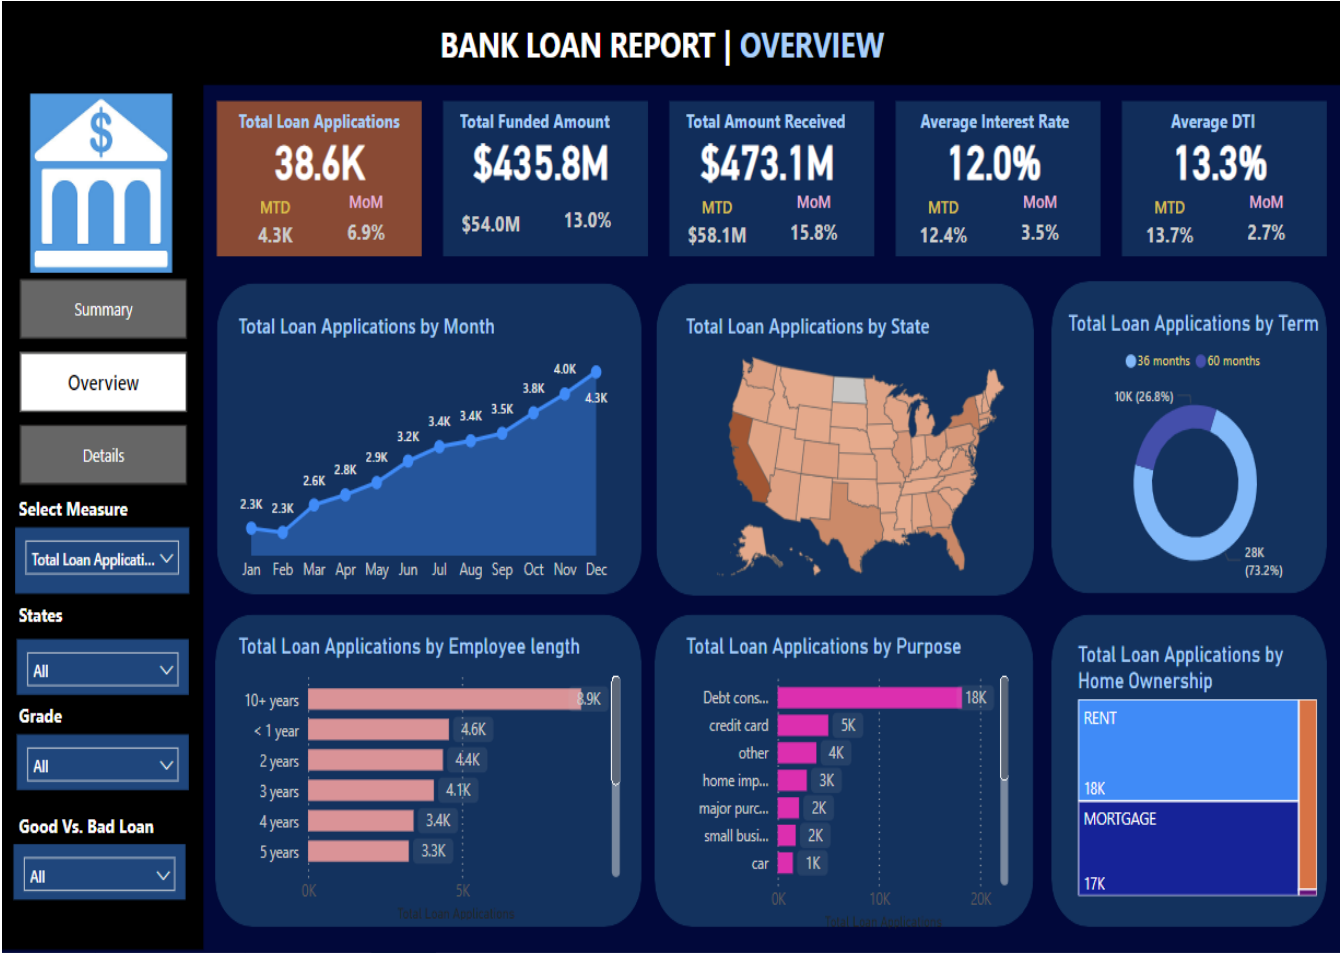 BANK LOAN REPORT | OVERVIEW
$
Summary
Overview
Details
Select Measure
Total Loan Applicati...
States
All
Grade
All
Good Vs. Bad Loan
All
Total Loan Applications
38.6K
MTD
MoM
4.3K
6.9%
Total Funded Amount
$435.8M
$54.0M
13.0%
Total Amount Received
$473.1M
MTD
MoM
$58.1M
15.8%
Average Interest Rate
12.0%
MTD
MoM
12.4%
3.5%
Average DTI
13.3%
MTD
MoM
13.7%
2.7%
Total Loan Applications by Month
2.3K
2.3K
2.6K
2.8K
2.9K
3.2K
3.4K
3.4K
3.5K
3.8K
4.0K
4.3K
Jan Feb Mar Apr May Jun Jul Aug Sep Oct Nov Dec
Total Loan Applications by State
Total Loan Applications by Term
36 months 60 months
10K (26.8%)
28K
(73.2%)
Total Loan Applications by Employee length
10+ years 8.9K
< 1 year 4.6K
2 years 4.4K
3 years 4.1K
4 years 3.4K
5 years 3.3K
0K 5K
Total Loan Applications
Total Loan Applications by Purpose
Debt cons... 18K
credit card 5K
other 4K
home imp... 3K
major purc... 2K
small busi... 2K
car 1K
0K 10K 20K
Total Loan Applications
Total Loan Applications by
Home Ownership
RENT
18K
MORTGAGE
17K